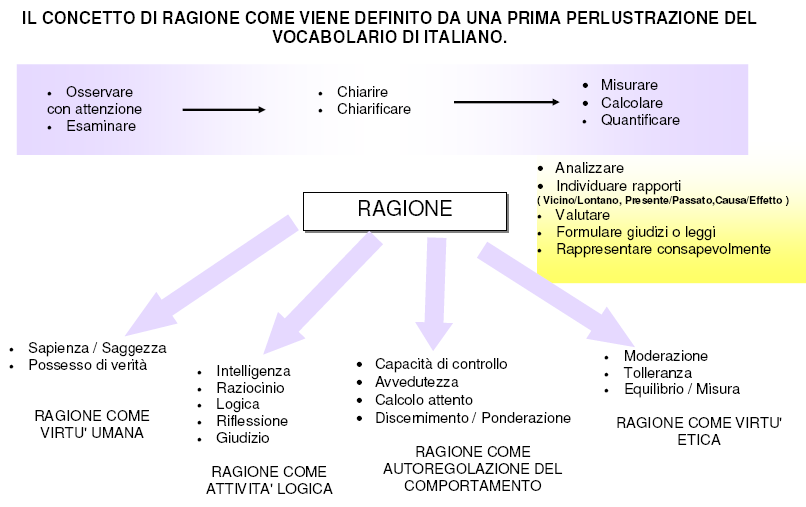 IL CONCETTO DI RAGIONE COME VIENE DEFINITO DA UNA PRIMA PERLUSTRAZIONE DEL
VOCABOLARIO DI ITALIANO.
• Osservare
con attenzione
• Esaminare
• Chiarire
• Chiarificare
• Misurare
• Calcolare
• Quantificare
• Analizzare
• Individuare rapporti
( Vicino/Lontano, Presente/Passato,Causa/Effetto )
• Valutare
• Formulare giudizi o leggi
• Rappresentare consapevolmente
RAGIONE
• Sapienza / Saggezza
• Possesso di verità
RAGIONE COME
VIRTU' UMANA
• Intelligenza
• Raziocinio
• Logica
• Riflessione
• Giudizio
RAGIONE COME
ATTIVITA' LOGICA
• Capacità di controllo
• Avvedutezza
• Calcolo attento
• Discernimento / Ponderazione
RAGIONE COME
AUTOREGOLAZIONE DEL
COMPORTAMENTO
• Moderazione
• Tolleranza
• Equilibrio / Misura
RAGIONE COME VIRTU'
ETICA